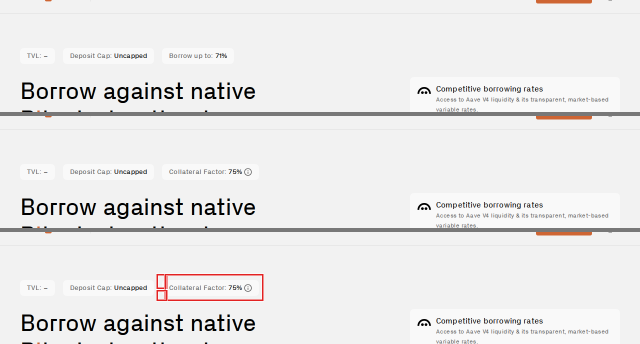 TVL: –
Deposit Cap: Uncapped
Borrow up to: 71%
Borrow against native
Competitive borrowing rates
Access to Aave V4 liquidity & its transparent, market-based
variable rates.
TVL: –
Deposit Cap: Uncapped
Collateral Factor: 75%
Borrow against native
Competitive borrowing rates
Access to Aave V4 liquidity & its transparent, market-based
variable rates.
TVL: –
Deposit Cap: Uncapped
Collateral Factor: 75%
Borrow against native
Competitive borrowing rates
Access to Aave V4 liquidity & its transparent, market-based
variable rates.